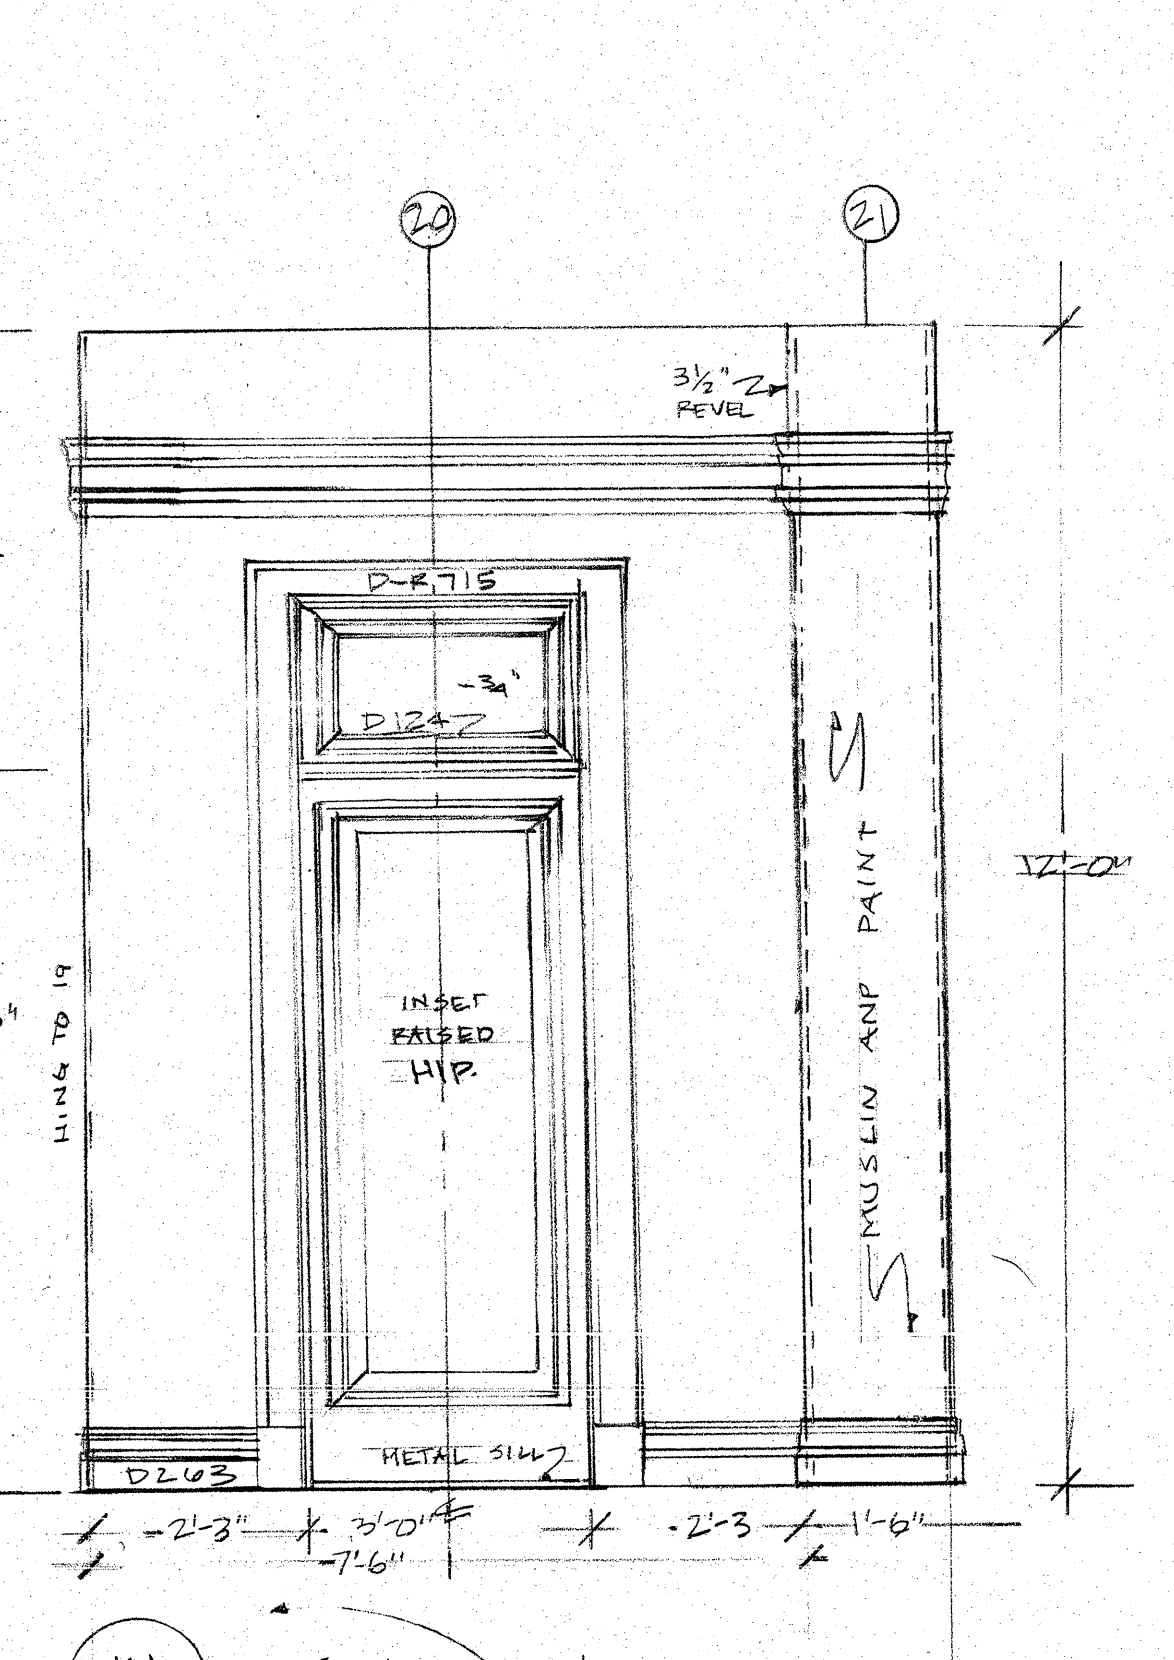 20
21
3½"
REVEL
D-R,715
-¾"
D1247
12'-0"
HING TO 19
INSET
RAISED
HIP.
MUSLIN AND PAINT
METAL SILL
D263
2'-3"
3'-0"
2'-3
1'-6"
7'-6"